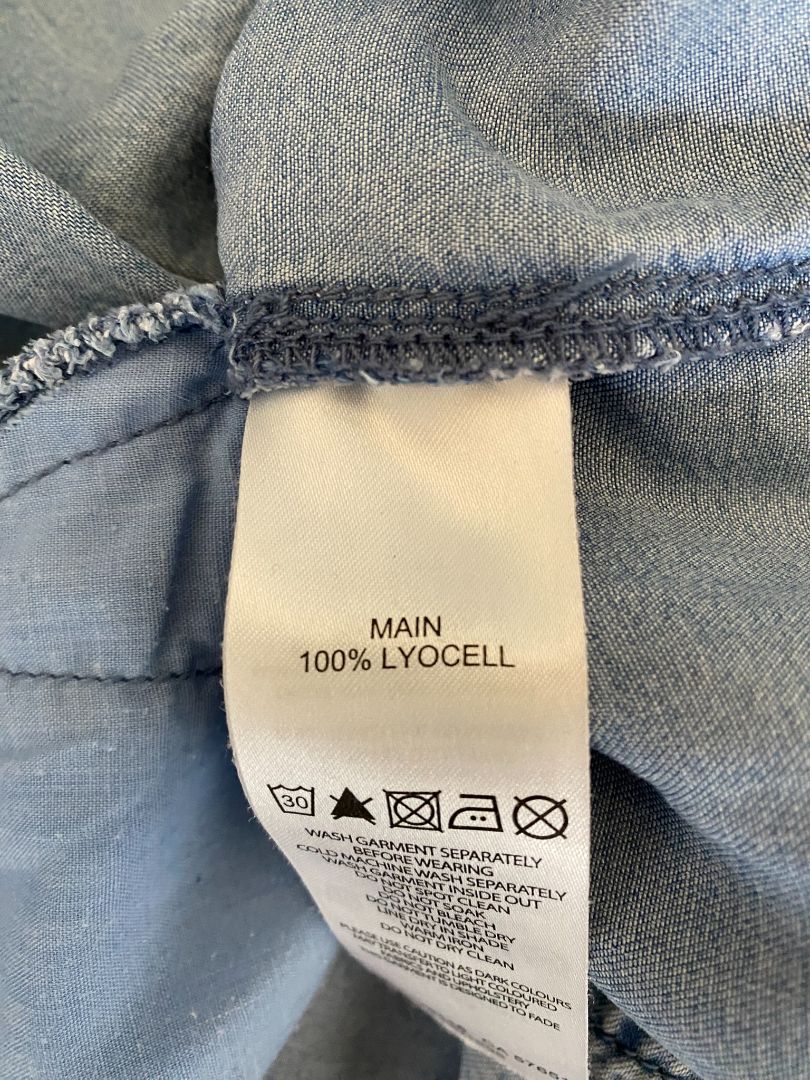 MAIN
100% LYOCELL
30
WASH GARMENT SEPARATELY
BEFORE WEARING
COLD MACHINE WASH SEPARATELY
WASH GARMENT INSIDE OUT
DO NOT SPOT CLEAN
DO NOT SOAK
DO NOT BLEACH
DO NOT TUMBLE DRY
LINE DRY IN SHADE
WARM IRON
DO NOT DRY CLEAN
PLEASE USE CAUTION AS DARK COLOURS
MAY TRANSFER TO LIGHT COLOURED
ITEMS AND UPHOLSTERY
GARMENT IS DESIGNED TO FADE